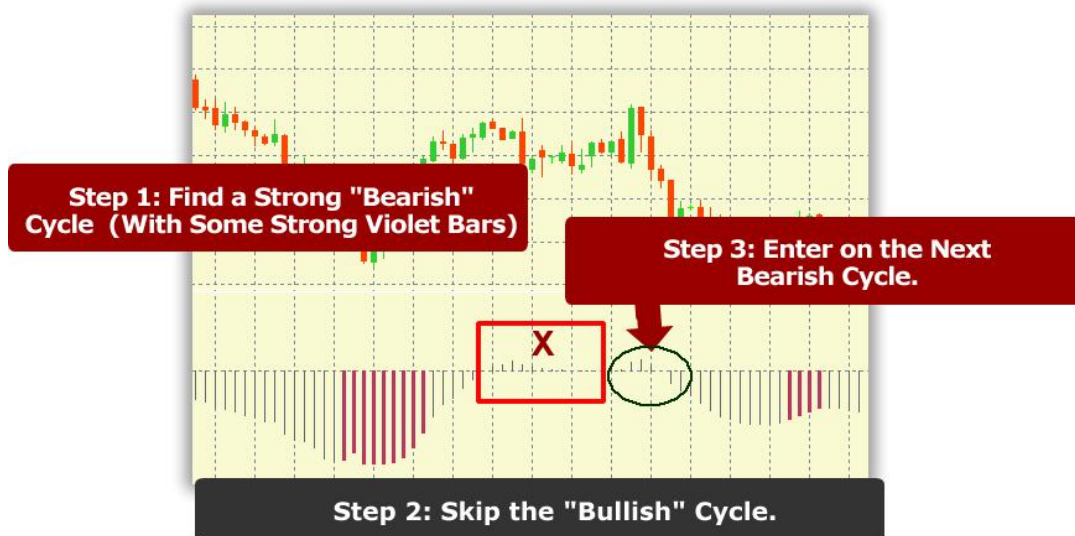 Step 1: Find a Strong "Bearish"
Cycle (With Some Strong Violet Bars)
Step 3: Enter on the Next
Bearish Cycle.
X
Step 2: Skip the "Bullish" Cycle.